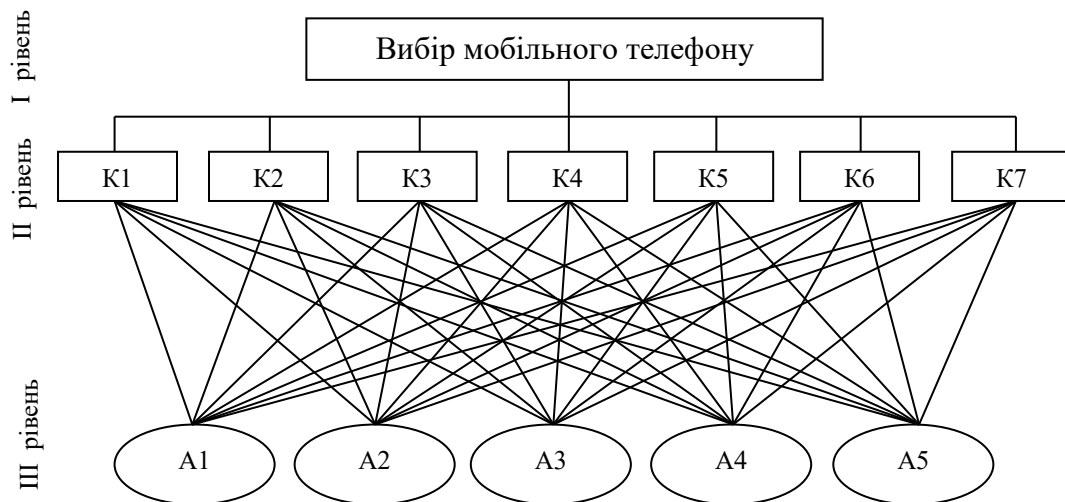 І рівень
Вибір мобільного телефону
ІІ рівень
К1 К2 К3 К4 К5 К6 К7
ІІІ рівень
А1 А2 А3 А4 А5